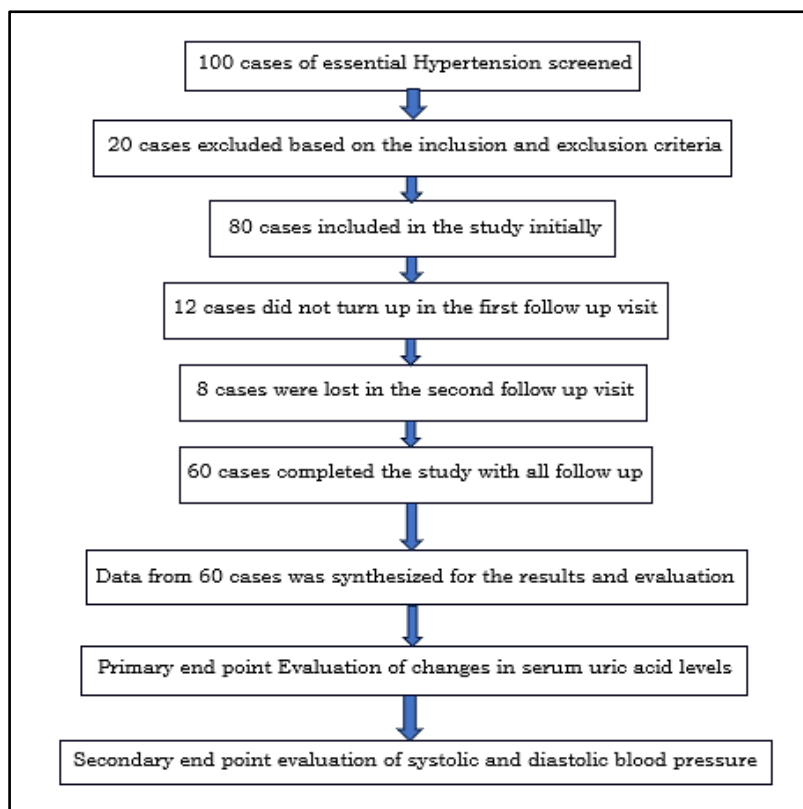 100 cases of essential Hypertension screened
20 cases excluded based on the inclusion and exclusion criteria
80 cases included in the study initially
12 cases did not turn up in the first follow up visit
8 cases were lost in the second follow up visit
60 cases completed the study with all follow up
Data from 60 cases was synthesized for the results and evaluation
Primary end point Evaluation of changes in serum uric acid levels
Secondary end point evaluation of systolic and diastolic blood pressure